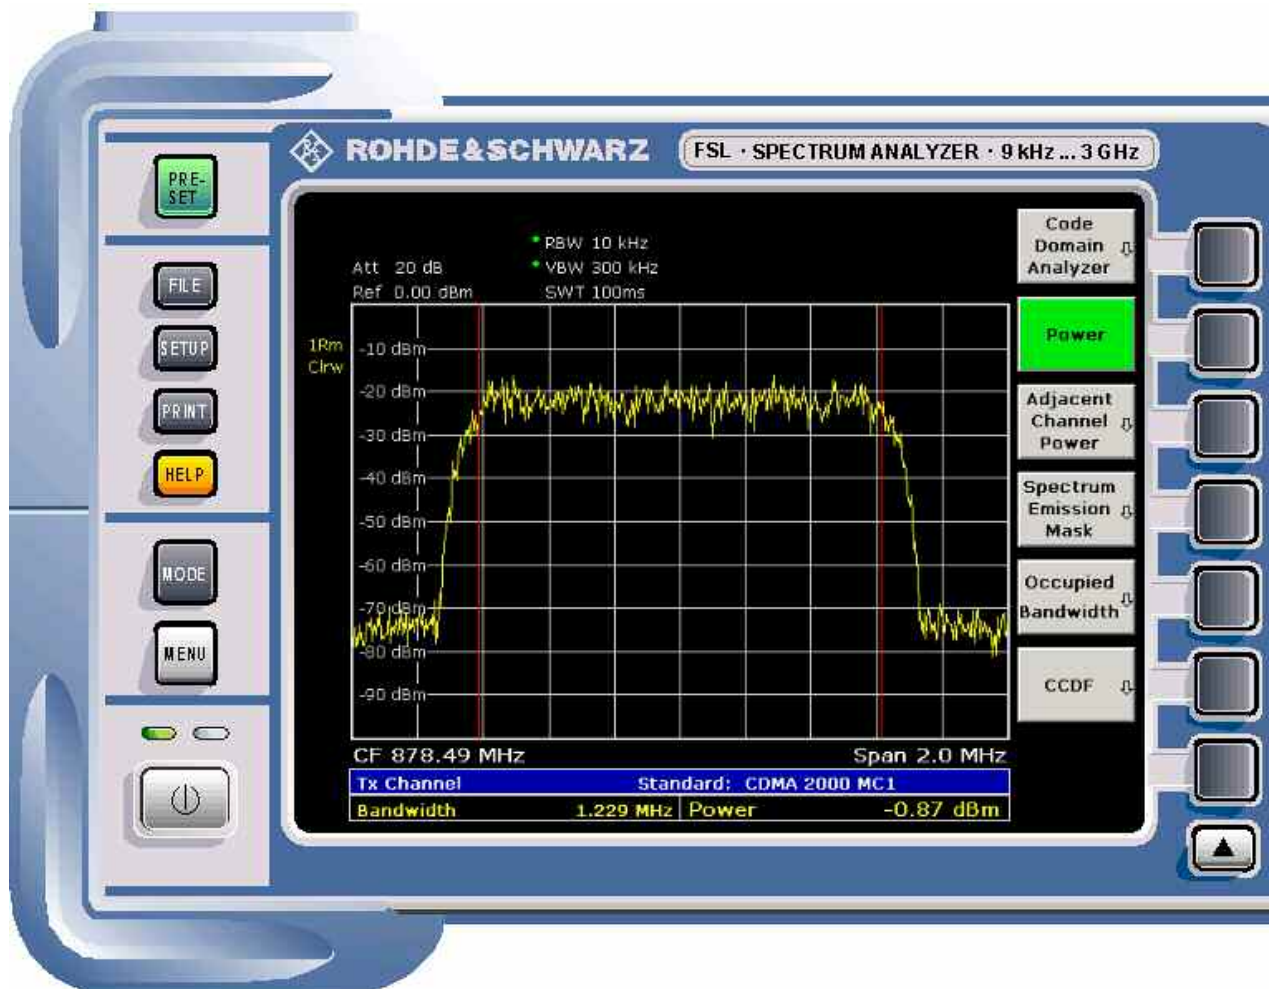 ROHDE&SCHWARZ
FSL · SPECTRUM ANALYZER · 9 kHz ... 3 GHz
PRE-
SET
FILE
SETUP
PRINT
HELP
MODE
MENU
RBW 10 kHz
Att 20 dB
VBW 300 kHz
Ref 0.00 dBm
SWT 100ms
1Rm
Clrw
-10 dBm
-20 dBm
-30 dBm
-40 dBm
-50 dBm
-60 dBm
-70 dBm
-80 dBm
-90 dBm
CF 878.49 MHz
Span 2.0 MHz
Tx Channel
Standard: CDMA 2000 MC1
Bandwidth
1.229 MHz
Power
-0.87 dBm
Code
Domain
Analyzer
Power
Adjacent
Channel
Power
Spectrum
Emission
Mask
Occupied
Bandwidth
CCDF